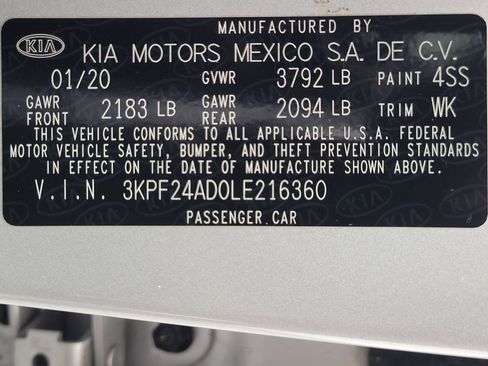 MANUFACTURED BY
KIA KIA MOTORS MEXICO S.A. DE C.V.
01/20 GVWR 3792 LB PAINT 4SS
GAWR FRONT 2183 LB GAWR REAR 2094 LB TRIM WK
THIS VEHICLE CONFORMS TO ALL APPLICABLE U.S.A. FEDERAL
MOTOR VEHICLE SAFETY, BUMPER, AND THEFT PREVENTION STANDARDS
IN EFFECT ON THE DATE OF MANUFACTURE SHOWN ABOVE.
V.I.N. 3KPF24AD0LE216360
PASSENGER CAR